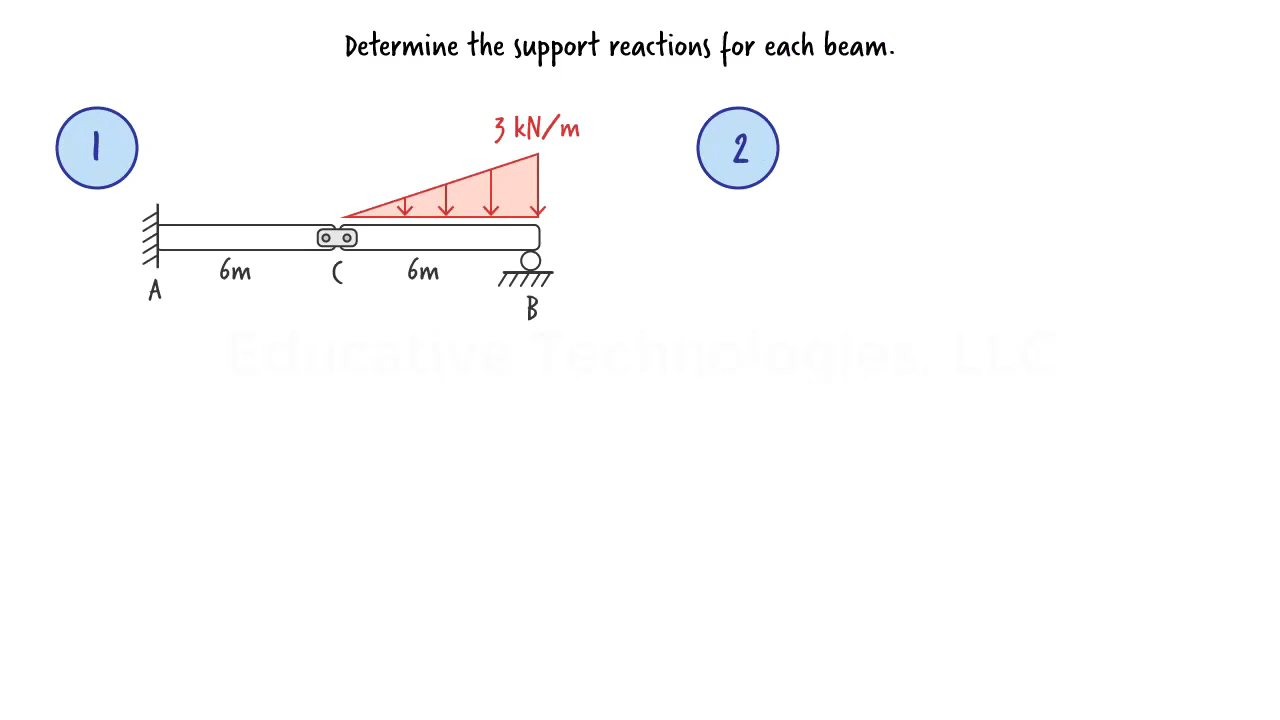 Determine the support reactions for each beam.
1
2
3 kN/m
6m
C
6m
A
B
Educative Technologies, LLC